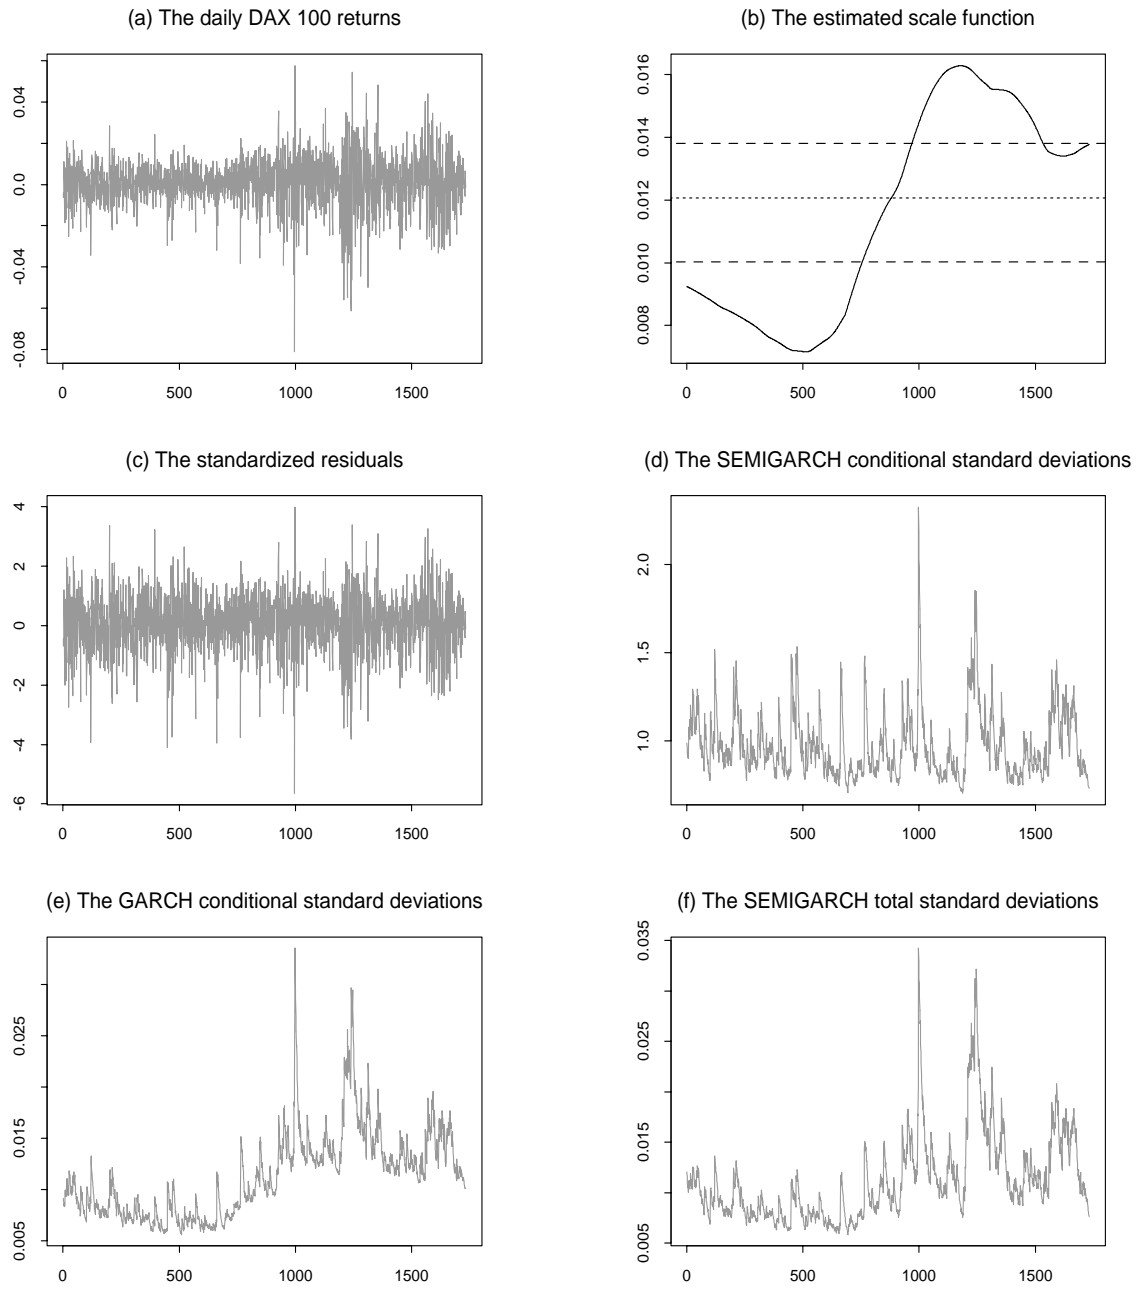 (a) The daily DAX 100 returns
0.04
0.0
-0.04
-0.08
0 500 1000 1500
(b) The estimated scale function
0.016
0.014
0.012
0.010
0.008
0 500 1000 1500
(c) The standardized residuals
4
2
0
-2
-4
-6
0 500 1000 1500
(d) The SEMIGARCH conditional standard deviations
2.0
1.5
1.0
0 500 1000 1500
(e) The GARCH conditional standard deviations
0.025
0.015
0.005
0 500 1000 1500
(f) The SEMIGARCH total standard deviations
0.035
0.025
0.015
0.005
0 500 1000 1500